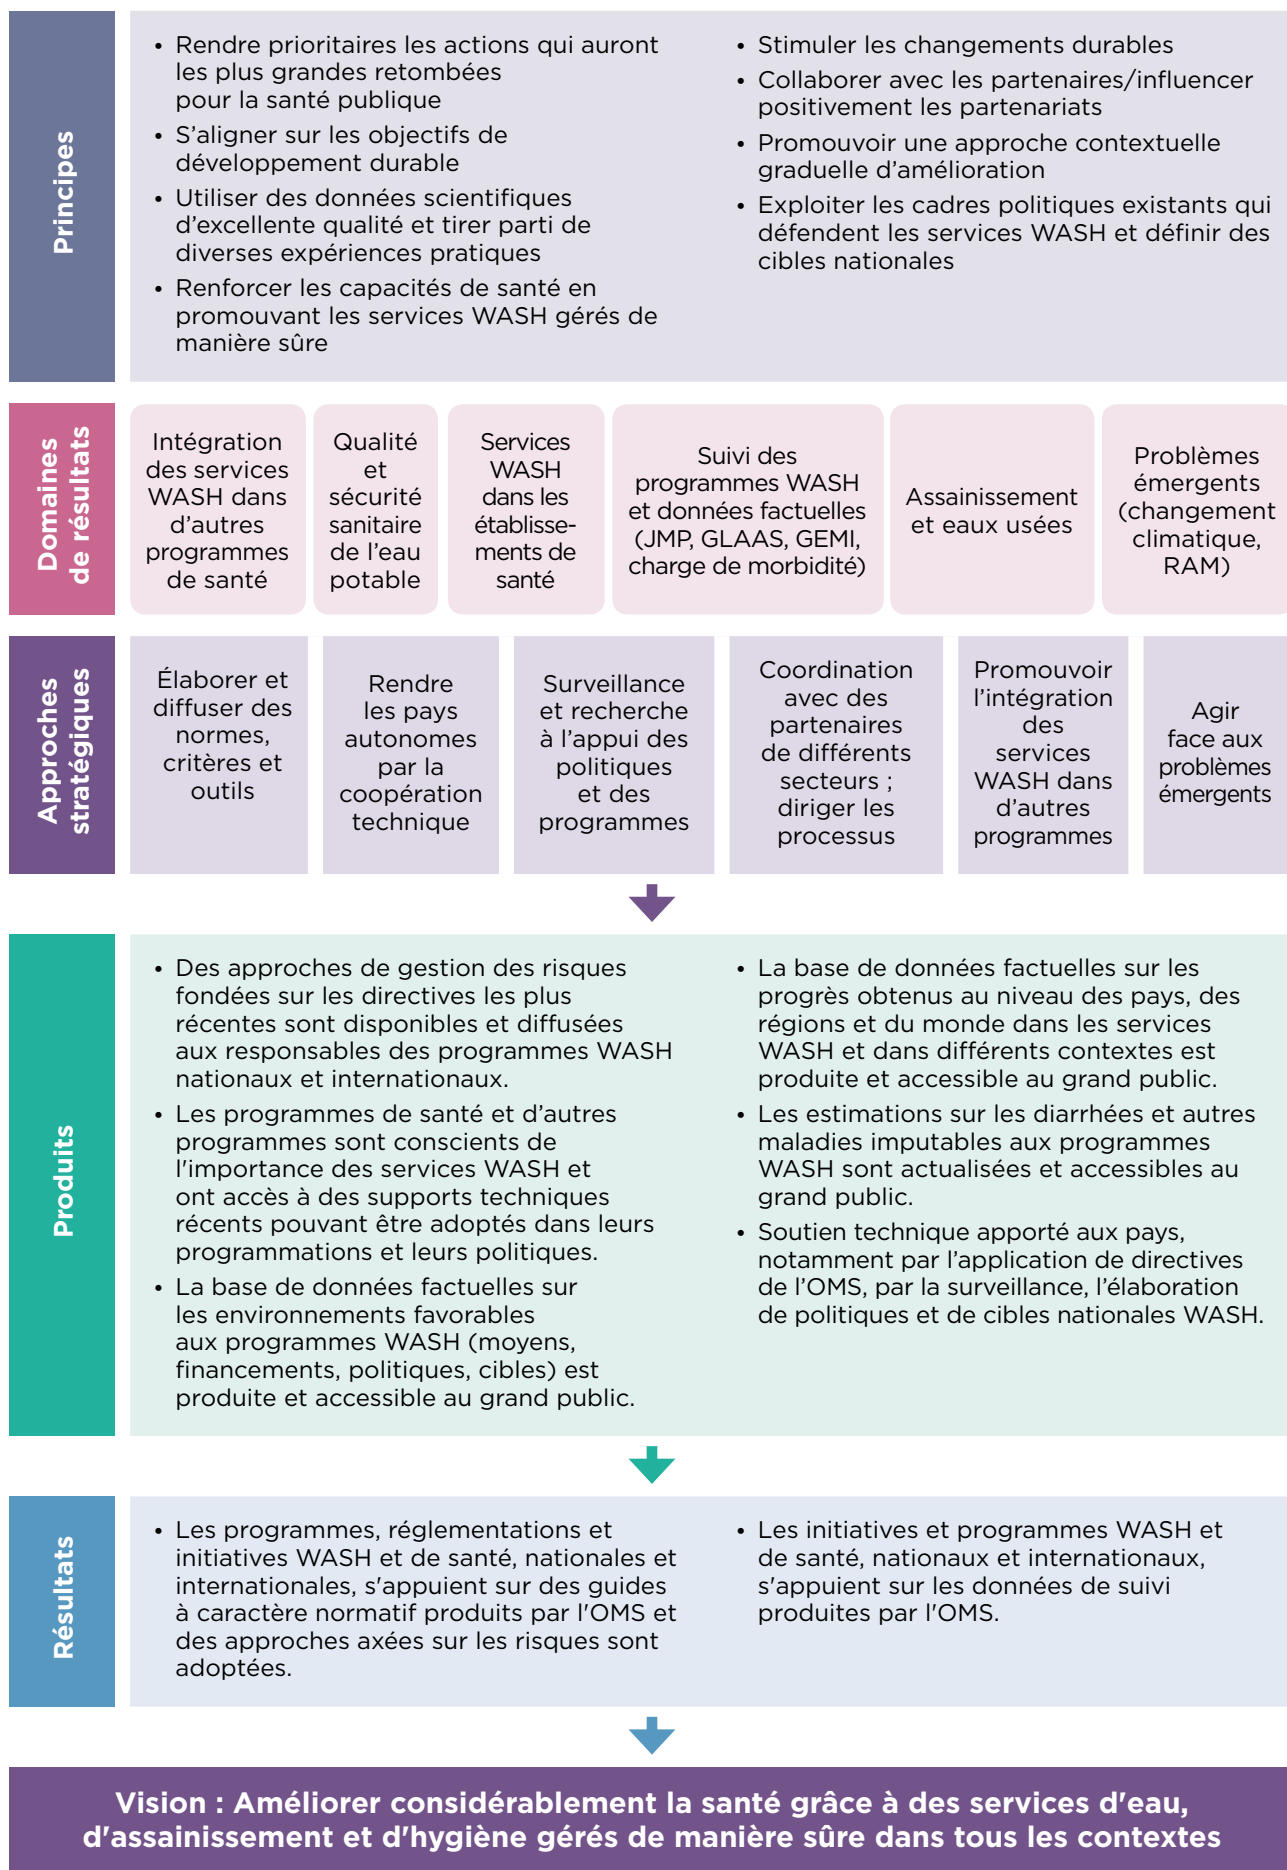 Principes
• Rendre prioritaires les actions qui auront
les plus grandes retombées
pour la santé publique
• S’aligner sur les objectifs de
développement durable
• Utiliser des données scientifiques
d’excellente qualité et tirer parti de
diverses expériences pratiques
• Renforcer les capacités de santé en
promouvant les services WASH gérés de
manière sûre
• Stimuler les changements durables
• Collaborer avec les partenaires/influencer
positivement les partenariats
• Promouvoir une approche contextuelle
graduelle d’amélioration
• Exploiter les cadres politiques existants qui
défendent les services WASH et définir des
cibles nationales
Domaines
de résultats
Intégration
des services
WASH dans
d’autres
programmes
de santé
Qualité
et
sécurité
sanitaire
de l’eau
potable
Services
WASH
dans les
établisse-
ments de
santé
Suivi des
programmes WASH
et données factuelles
(JMP, GLAAS, GEMI,
charge de morbidité)
Assainissement
et eaux usées
Problèmes
émergents
(changement
climatique,
RAM)
Approches
stratégiques
Élaborer et
diffuser des
normes,
critères et
outils
Rendre
les pays
autonomes
par la
coopération
technique
Surveillance
et recherche
à l’appui des
politiques
et des
programmes
Coordination
avec des
partenaires
de différents
secteurs ;
diriger les
processus
Promouvoir
l’intégration
des
services
WASH dans
d’autres
programmes
Agir
face aux
problèmes
émergents
Produits
• Des approches de gestion des risques
fondées sur les directives les plus
récentes sont disponibles et diffusées
aux responsables des programmes WASH
nationaux et internationaux.
• Les programmes de santé et d’autres
programmes sont conscients de
l'importance des services WASH et
ont accès à des supports techniques
récents pouvant être adoptés dans leurs
programmations et leurs politiques.
• La base de données factuelles sur
les environnements favorables
aux programmes WASH (moyens,
financements, politiques, cibles) est
produite et accessible au grand public.
• La base de données factuelles sur les
progrès obtenus au niveau des pays, des
régions et du monde dans les services
WASH et dans différents contextes est
produite et accessible au grand public.
• Les estimations sur les diarrhées et autres
maladies imputables aux programmes
WASH sont actualisées et accessibles au
grand public.
• Soutien technique apporté aux pays,
notamment par l’application de directives
de l’OMS, par la surveillance, l’élaboration
de politiques et de cibles nationales WASH.
Résultats
• Les programmes, réglementations et
initiatives WASH et de santé, nationales et
internationales, s'appuient sur des guides
à caractère normatif produits par l'OMS et
des approches axées sur les risques sont
adoptées.
• Les initiatives et programmes WASH et
de santé, nationaux et internationaux,
s'appuient sur les données de suivi
produites par l'OMS.
Vision : Améliorer considérablement la santé grâce à des services d'eau,
d'assainissement et d'hygiène gérés de manière sûre dans tous les contextes